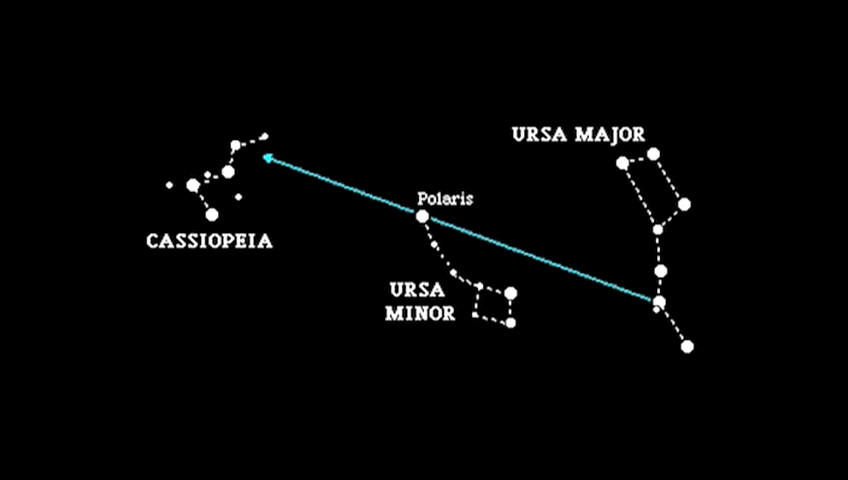 URSA MAJOR
Polaris
CASSIOPEIA
URSA
MINOR